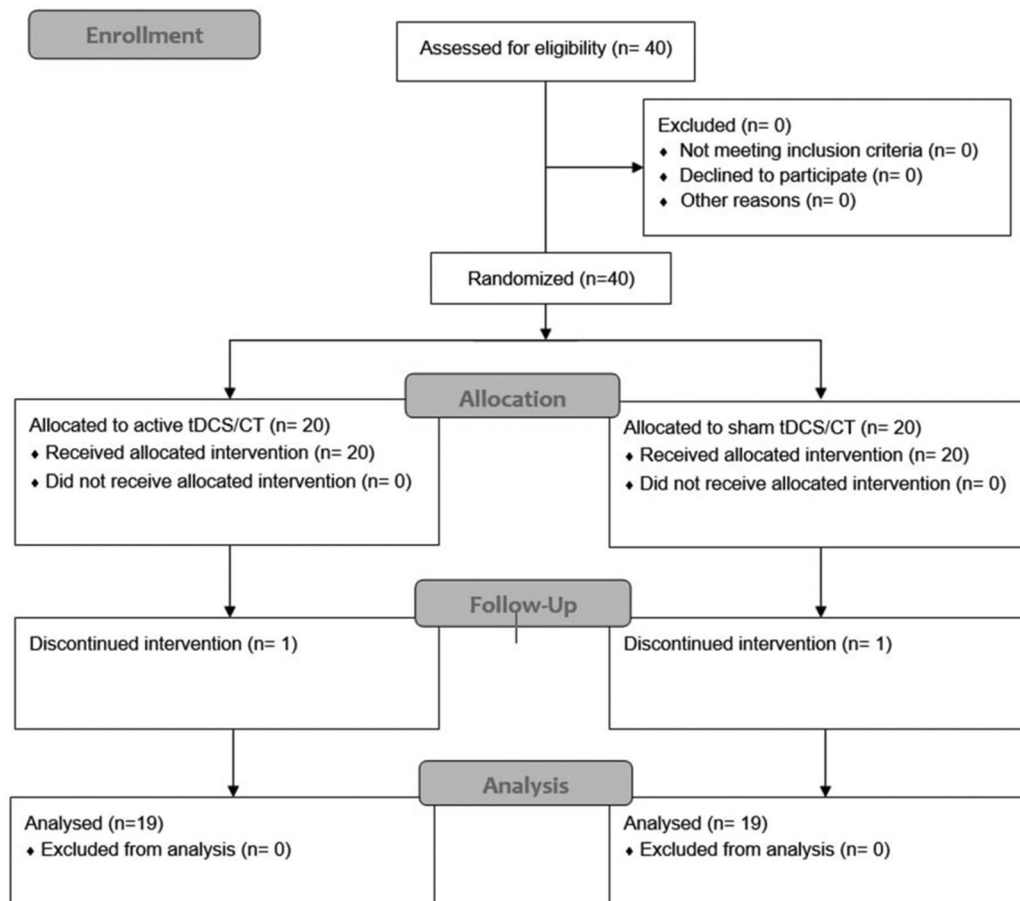 Enrollment
Assessed for eligibility (n= 40)
Excluded (n= 0)
♦ Not meeting inclusion criteria (n= 0)
♦ Declined to participate (n= 0)
♦ Other reasons (n= 0)
Randomized (n=40)
Allocation
Allocated to active tDCS/CT (n= 20)
♦ Received allocated intervention (n= 20)
♦ Did not receive allocated intervention (n= 0)
Allocated to sham tDCS/CT (n= 20)
♦ Received allocated intervention (n= 20)
♦ Did not receive allocated intervention (n= 0)
Follow-Up
Discontinued intervention (n= 1)
Discontinued intervention (n= 1)
Analysis
Analysed (n=19)
♦ Excluded from analysis (n= 0)
Analysed (n= 19)
♦ Excluded from analysis (n= 0)